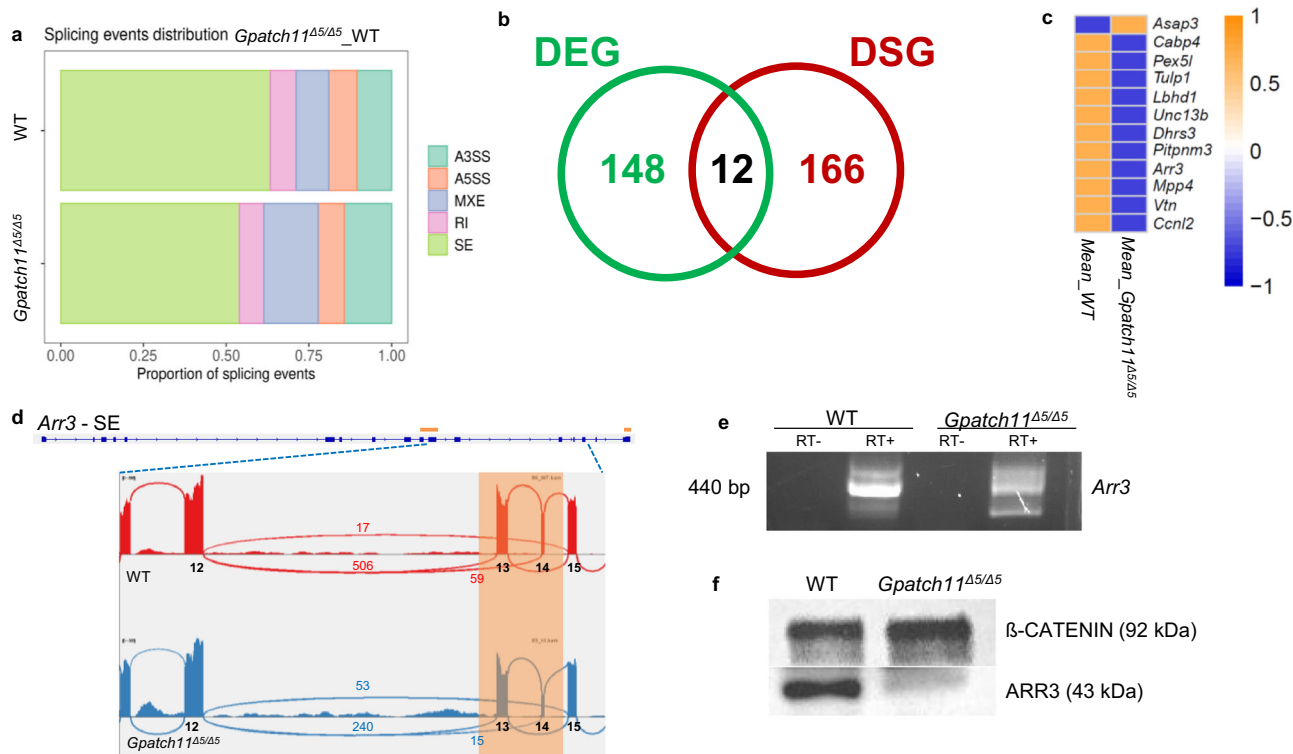 a
Splicing events distribution Gpatch11Δ5/Δ5_WT
WT
Gpatch11Δ5/Δ5
A3SS
A5SS
MXE
RI
SE
0.00 0.25 0.50 0.75 1.00
Proportion of splicing events
b
DEG DSG
148 12 166
c
Asap3
Cabp4
Pex5l
Tulp1
Lbhd1
Unc13b
Dhrs3
Pitpnm3
Arr3
Mpp4
Vtn
Ccnl2
Mean_WT
Mean_Gpatch11Δ5/Δ5
1
0.5
0
−0.5
−1
d
Arr3 - SE
17
506
59
12 13 14 15
WT
53
240
15
12 13 14 15
Gpatch11Δ5/Δ5
e
WT Gpatch11Δ5/Δ5
RT- RT+ RT- RT+
440 bp
Arr3
f
WT Gpatch11Δ5/Δ5
ß-CATENIN (92 kDa)
ARR3 (43 kDa)